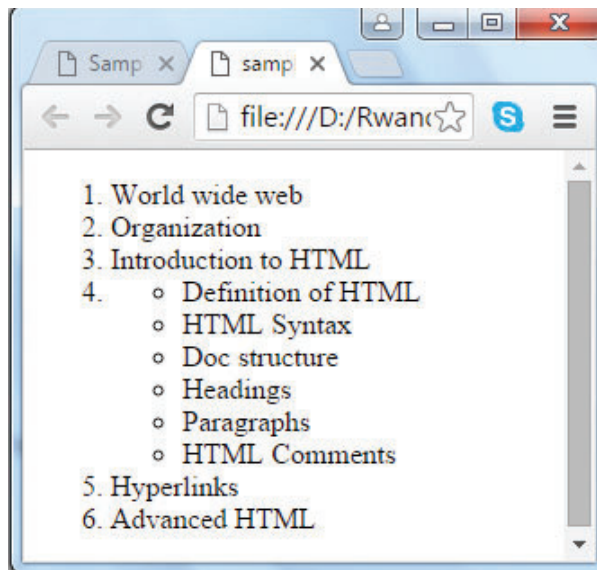 Samp
samp
file:///D:/Rwan
1. World wide web
2. Organization
3. Introduction to HTML
4. ∘ Definition of HTML
∘ HTML Syntax
∘ Doc structure
∘ Headings
∘ Paragraphs
∘ HTML Comments
5. Hyperlinks
6. Advanced HTML